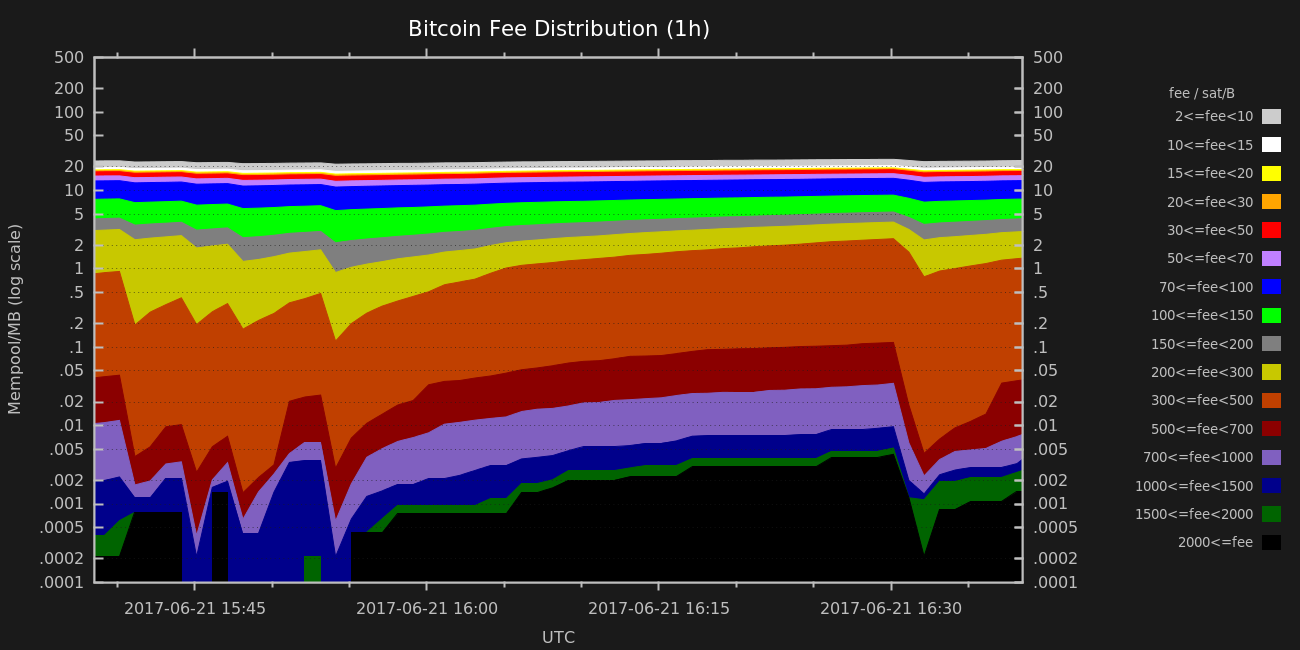 Bitcoin Fee Distribution (1h)
500 500
200 200
100 100
50 50
20 20
10 10
5 5
2 2
1 1
.5 .5
.2 .2
.1 .1
.05 .05
.02 .02
.01 .01
.005 .005
.002 .002
.001 .001
.0005 .0005
.0002 .0002
.0001 .0001
Mempool/MB (log scale)
2017-06-21 15:45 2017-06-21 16:00 2017-06-21 16:15 2017-06-21 16:30
UTC
fee / sat/B
2<=fee<10
10<=fee<15
15<=fee<20
20<=fee<30
30<=fee<50
50<=fee<70
70<=fee<100
100<=fee<150
150<=fee<200
200<=fee<300
300<=fee<500
500<=fee<700
700<=fee<1000
1000<=fee<1500
1500<=fee<2000
2000<=fee